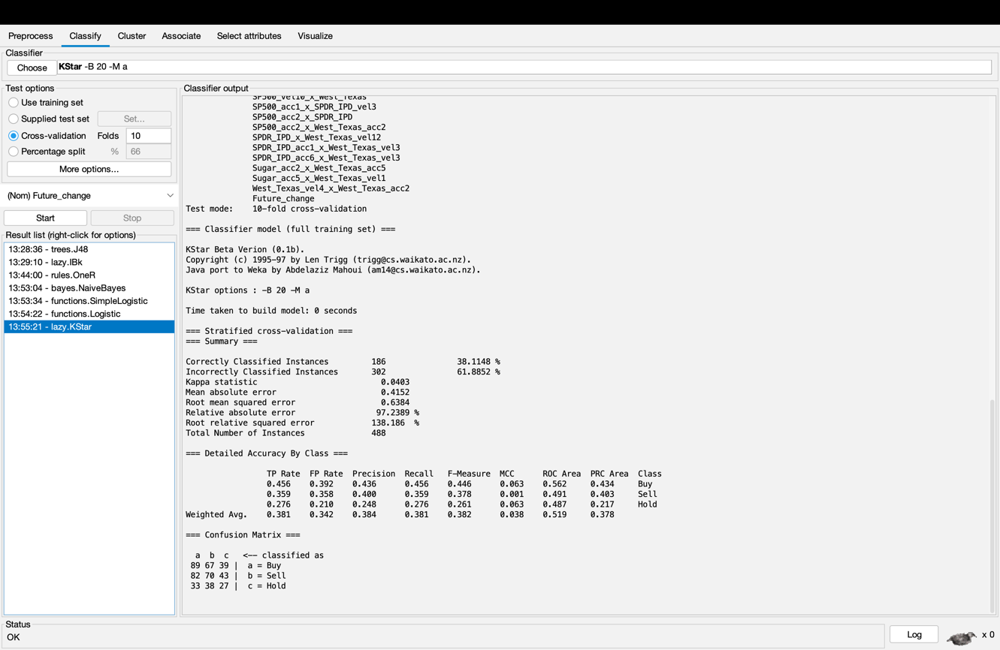 Preprocess Classify Cluster Associate Select attributes Visualize
Classifier
Choose KStar -B 20 -M a
Test options
Use training set
Supplied test set Set...
Cross-validation Folds 10
Percentage split % 66
More options...
(Nom) Future_change
Start Stop
Result list (right-click for options)
13:28:36 - trees.J48
13:29:10 - lazy.IBk
13:44:00 - rules.OneR
13:53:04 - bayes.NaiveBayes
13:53:34 - functions.SimpleLogistic
13:54:22 - functions.Logistic
13:55:21 - lazy.KStar
Classifier output
SP500_vel10_x_West_Texas
SP500_acc1_x_SPDR_IPD_vel3
SP500_acc2_x_SPDR_IPD
SP500_acc2_x_West_Texas_acc2
SPDR_IPD_x_West_Texas_vel12
SPDR_IPD_acc1_x_West_Texas_vel3
SPDR_IPD_acc6_x_West_Texas_vel3
Sugar_acc2_x_West_Texas_acc5
Sugar_acc5_x_West_Texas_vel1
West_Texas_vel4_x_West_Texas_acc2
Future_change
Test mode: 10-fold cross-validation
=== Classifier model (full training set) ===
KStar Beta Verion (0.1b).
Copyright (c) 1995-97 by Len Trigg (trigg@cs.waikato.ac.nz).
Java port to Weka by Abdelaziz Mahoui (am14@cs.waikato.ac.nz).
KStar options : -B 20 -M a
Time taken to build model: 0 seconds
=== Stratified cross-validation ===
=== Summary ===
Correctly Classified Instances 186 38.1148 %
Incorrectly Classified Instances 302 61.8852 %
Kappa statistic 0.0403
Mean absolute error 0.4152
Root mean squared error 0.6384
Relative absolute error 97.2389 %
Root relative squared error 138.186 %
Total Number of Instances 488
=== Detailed Accuracy By Class ===
TP Rate FP Rate Precision Recall F-Measure MCC ROC Area PRC Area Class
0.456 0.392 0.436 0.456 0.446 0.063 0.562 0.434 Buy
0.359 0.358 0.400 0.359 0.378 0.001 0.491 0.403 Sell
0.276 0.210 0.248 0.276 0.261 0.063 0.487 0.217 Hold
Weighted Avg. 0.381 0.342 0.384 0.381 0.382 0.038 0.519 0.378
=== Confusion Matrix ===
a b c <-- classified as
89 67 39 | a = Buy
82 70 43 | b = Sell
33 38 27 | c = Hold
Status
OK
Log x 0